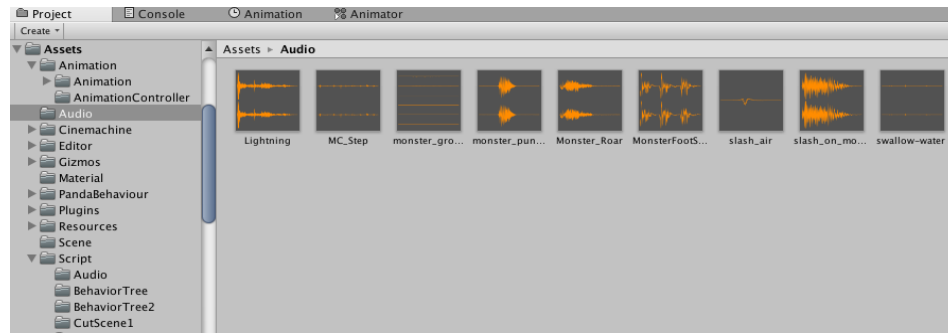 Project Console Animation Animator
Create
Assets
Animation
Animation
AnimationController
Audio
Cinemachine
Editor
Gizmos
Material
PandaBehaviour
Plugins
Resources
Scene
Script
Audio
BehaviorTree
BehaviorTree2
CutScene1
Assets Audio
Lightning MC_Step monster_gro... monster_pun... Monster_Roar MonsterFootS... slash_air slash_on_mo... swallow-water